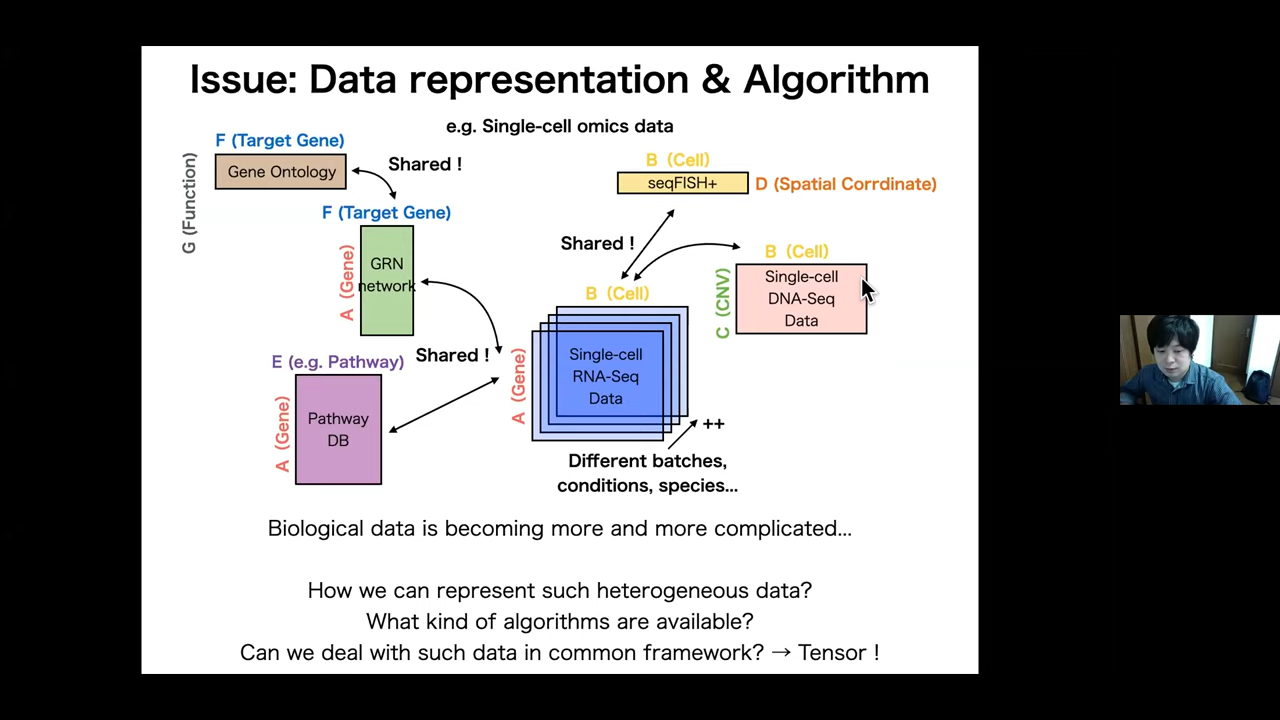 Issue: Data representation & Algorithm
e.g. Single-cell omics data
F (Target Gene)
G (Function)
Gene Ontology
Shared !
F (Target Gene)
A (Gene)
GRN
network
Shared !
E (e.g. Pathway)
A (Gene)
Pathway
DB
B (Cell)
seqFISH+
D (Spatial Corrdinate)
Shared !
B (Cell)
C (CNV)
Single-cell
DNA-Seq
Data
B (Cell)
A (Gene)
Single-cell
RNA-Seq
Data
++
Different batches,
conditions, species...
Biological data is becoming more and more complicated...
How we can represent such heterogeneous data?
What kind of algorithms are available?
Can we deal with such data in common framework? → Tensor !